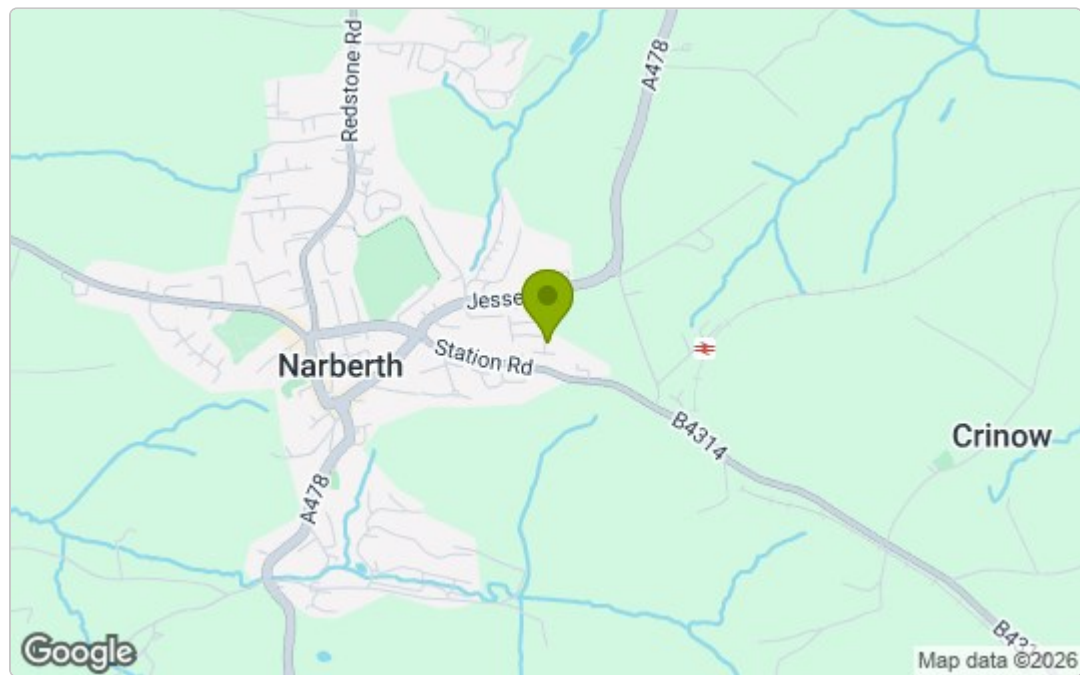 Redstone Rd
A478
Jesse
Narberth
Station Rd
B4314
Crinow
A478
Google
Map data ©2026